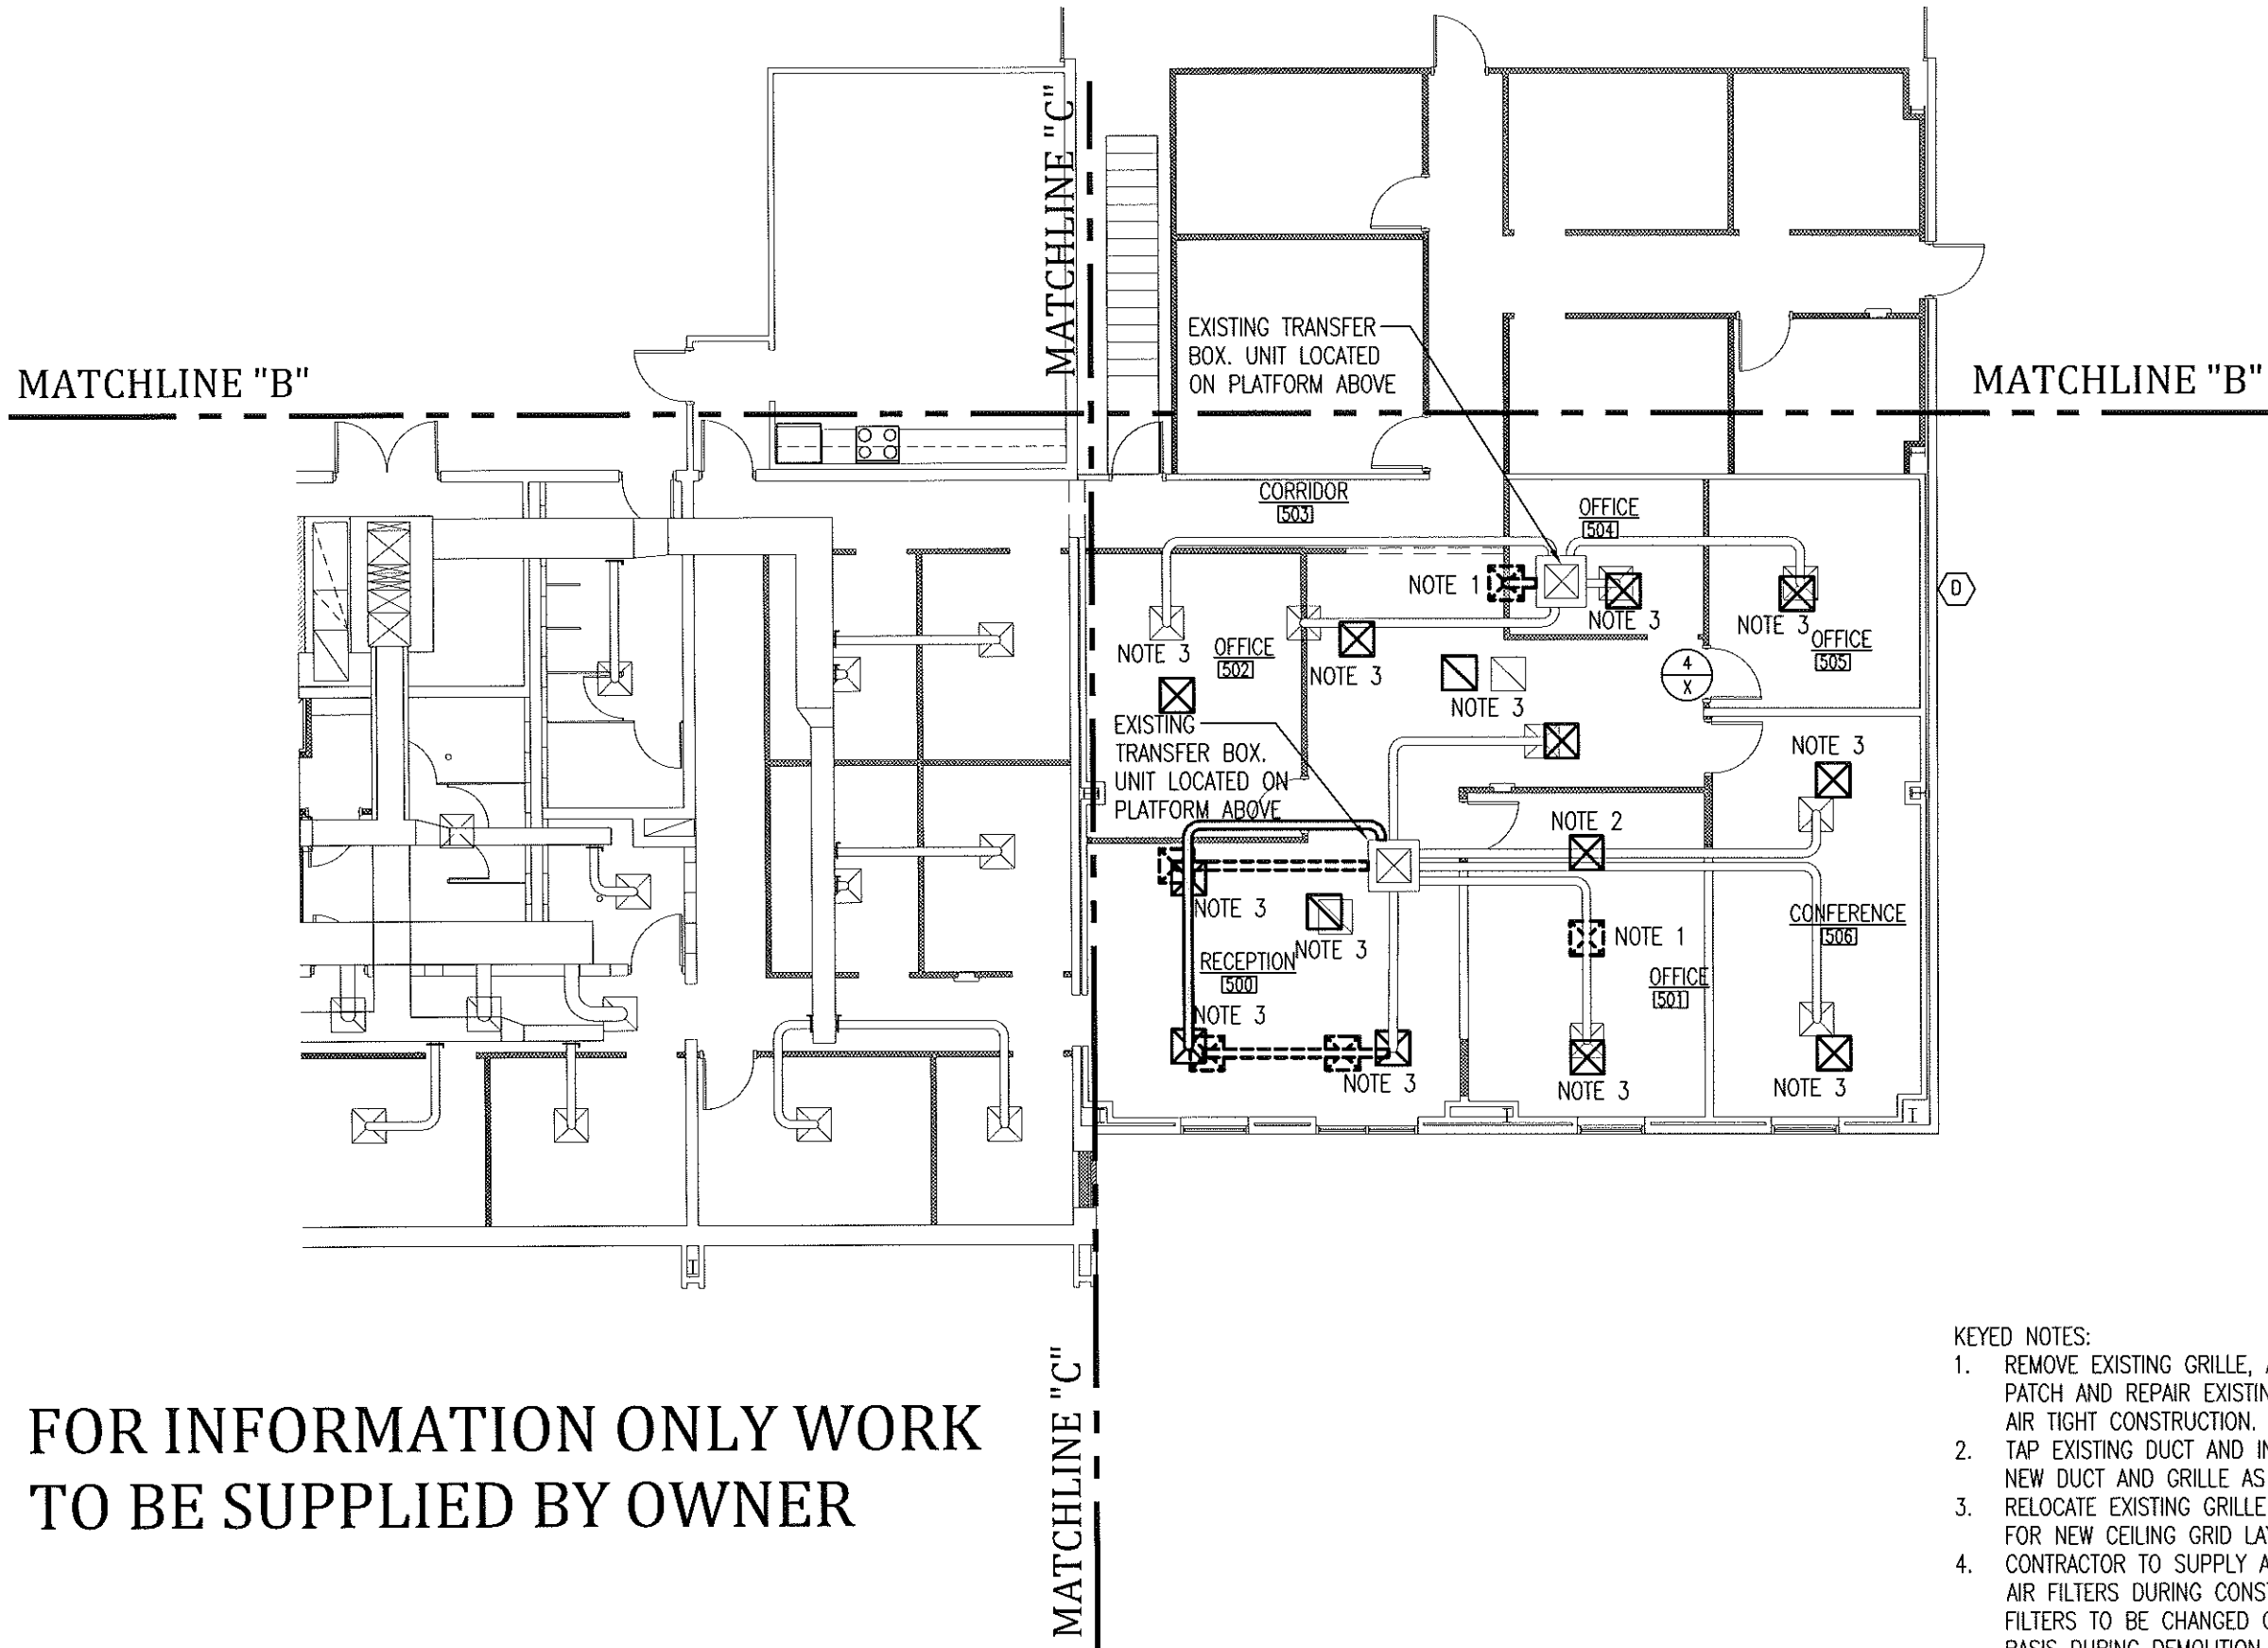 MATCHLINE "C"
MATCHLINE "B"
MATCHLINE "B"
EXISTING TRANSFER
BOX. UNIT LOCATED
ON PLATFORM ABOVE
CORRIDOR
503
OFFICE
504
NOTE 1
NOTE 3
NOTE 3
OFFICE
505
D
NOTE 3
OFFICE
502
NOTE 3
4
X
NOTE 3
EXISTING
TRANSFER BOX.
UNIT LOCATED ON
PLATFORM ABOVE
NOTE 3
NOTE 2
NOTE 3
NOTE 3
NOTE 1
CONFERENCE
506
RECEPTION
500
OFFICE
501
NOTE 3
NOTE 3
NOTE 3
NOTE 3
MATCHLINE "C"
FOR INFORMATION ONLY WORK
TO BE SUPPLIED BY OWNER
KEYED NOTES:
1. REMOVE EXISTING GRILLE,
PATCH AND REPAIR
AIR TIGHT CONSTRUCTION.
2. TAP EXISTING DUCT AND
NEW DUCT AND GRILLE AS
3. RELOCATE EXISTING GRILLE
FOR NEW CEILING GRID
4. CONTRACTOR TO SUPPLY
AIR FILTERS DURING
FILTERS TO BE CHANGED
BASIS DURING DEMOLITION